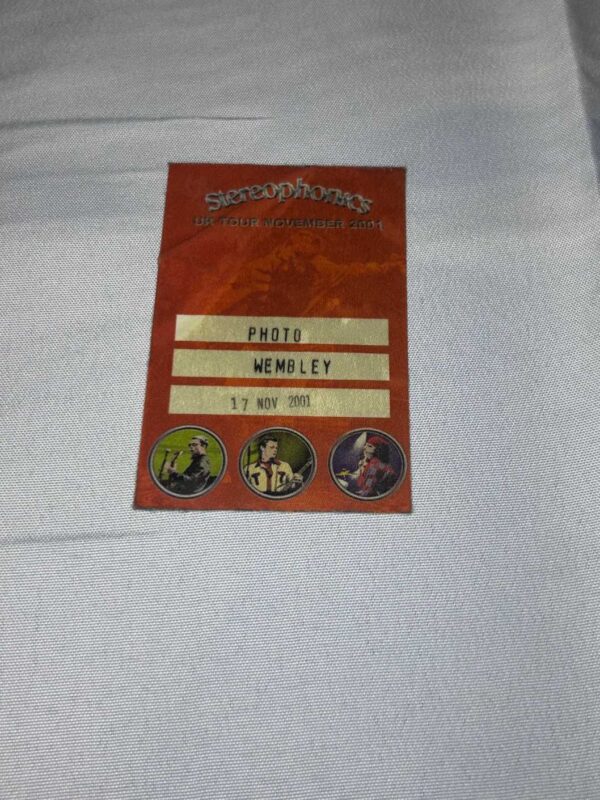 Stereophonics
UK TOUR NOVEMBER 2001
PHOTO
WEMBLEY
17 NOV 2001